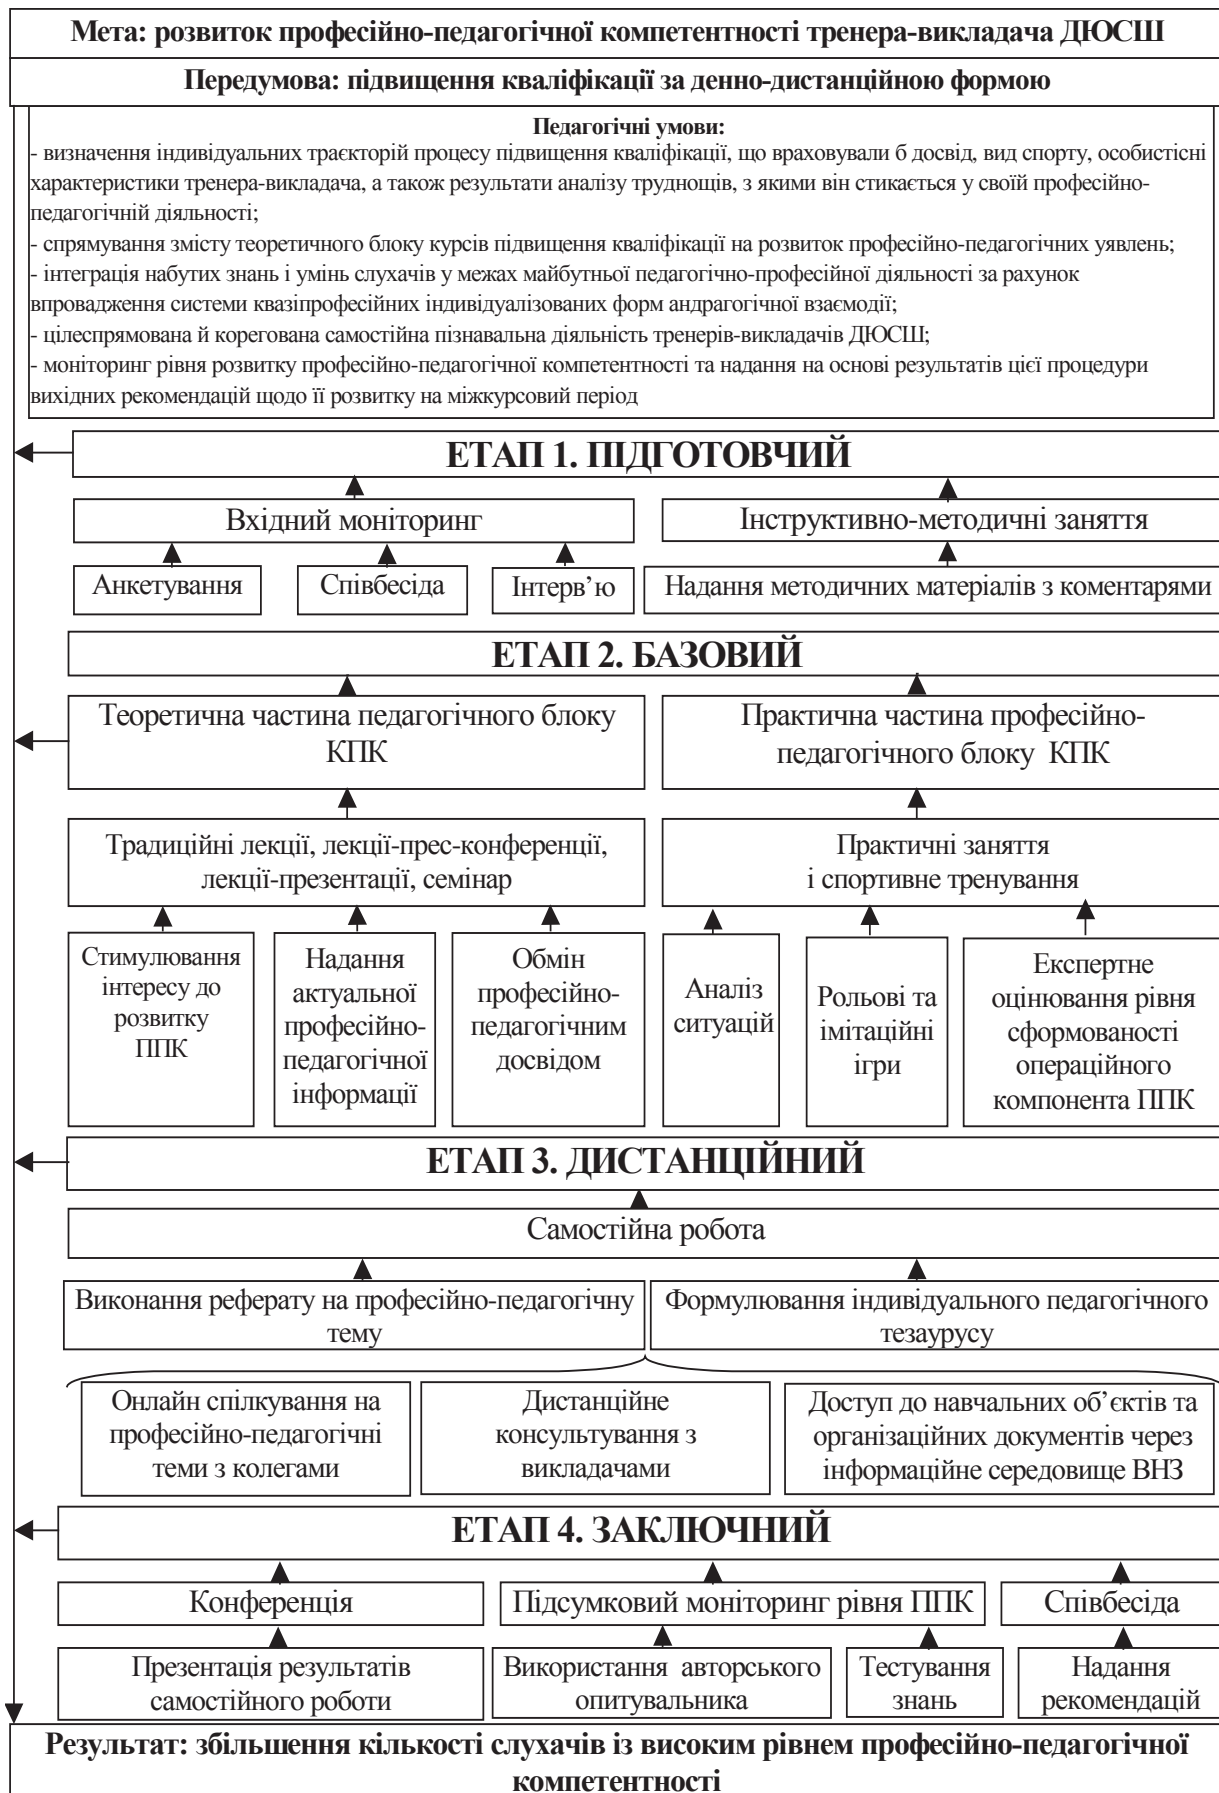 Мета: розвиток професійно-педагогічної компетентності тренера-викладача ДЮСШ
Передумова: підвищення кваліфікації за денно-дистанційною формою
Педагогічні умови:
- визначення індивідуальних траєкторій процесу підвищення кваліфікації, що враховували б досвід, вид спорту, особистісні
характеристики тренера-викладача, а також результати аналізу труднощів, з якими він стикається у своїй професійно-
педагогічній діяльності;
- спрямування змісту теоретичного блоку курсів підвищення кваліфікації на розвиток професійно-педагогічних уявлень;
- інтеграція набутих знань і умінь слухачів у межах майбутньої педагогічно-професійної діяльності за рахунок
впровадження системи квазіпрофесійних індивідуалізованих форм андрагогічної взаємодії;
- цілеспрямована й корегована самостійна пізнавальна діяльність тренерів-викладачів ДЮСШ;
- моніторинг рівня розвитку професійно-педагогічної компетентності та надання на основі результатів цієї процедури
вихідних рекомендацій щодо її розвитку на міжкурсовий період
ЕТАП 1. ПІДГОТОВЧИЙ
Вхідний моніторинг
Інструктивно-методичні заняття
Анкетування
Співбесіда
Інтерв’ю
Надання методичних матеріалів з коментарями
ЕТАП 2. БАЗОВИЙ
Теоретична частина педагогічного блоку
КПК
Практична частина професійно-
педагогічного блоку КПК
Традиційні лекції, лекції-прес-конференції,
лекції-презентації, семінар
Практичні заняття
і спортивне тренування
Стимулювання
інтересу до
розвитку
ППК
Надання
актуальної
професійно-
педагогічної
інформації
Обмін
професійно-
педагогічним
досвідом
Аналіз
ситуацій
Рольові та
імітаційні
ігри
Експертне
оцінювання рівня
сформованості
операційного
компонента ППК
ЕТАП 3. ДИСТАНЦІЙНИЙ
Самостійна робота
Виконання реферату на професійно-педагогічну
тему
Формулювання індивідуального педагогічного
тезаурусу
Онлайн спілкування на
професійно-педагогічні
теми з колегами
Дистанційне
консультування з
викладачами
Доступ до навчальних об’єктів та
організаційних документів через
інформаційне середовище ВНЗ
ЕТАП 4. ЗАКЛЮЧНИЙ
Конференція
Підсумковий моніторинг рівня ППК
Співбесіда
Презентація результатів
самостійного роботи
Використання авторського
опитувальника
Тестування
знань
Надання
рекомендацій
Результат: збільшення кількості слухачів із високим рівнем професійно-педагогічної
компетентності